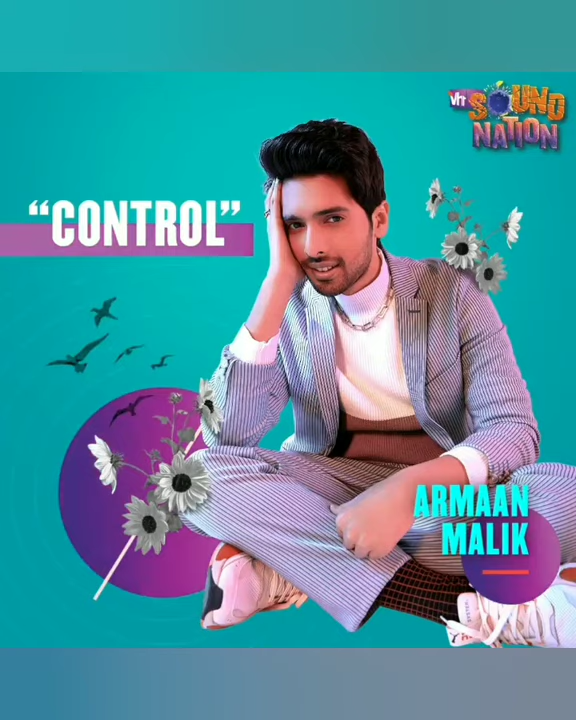 Vh1 SOUND
NATION
“CONTROL”
ARMAAN
MALIK